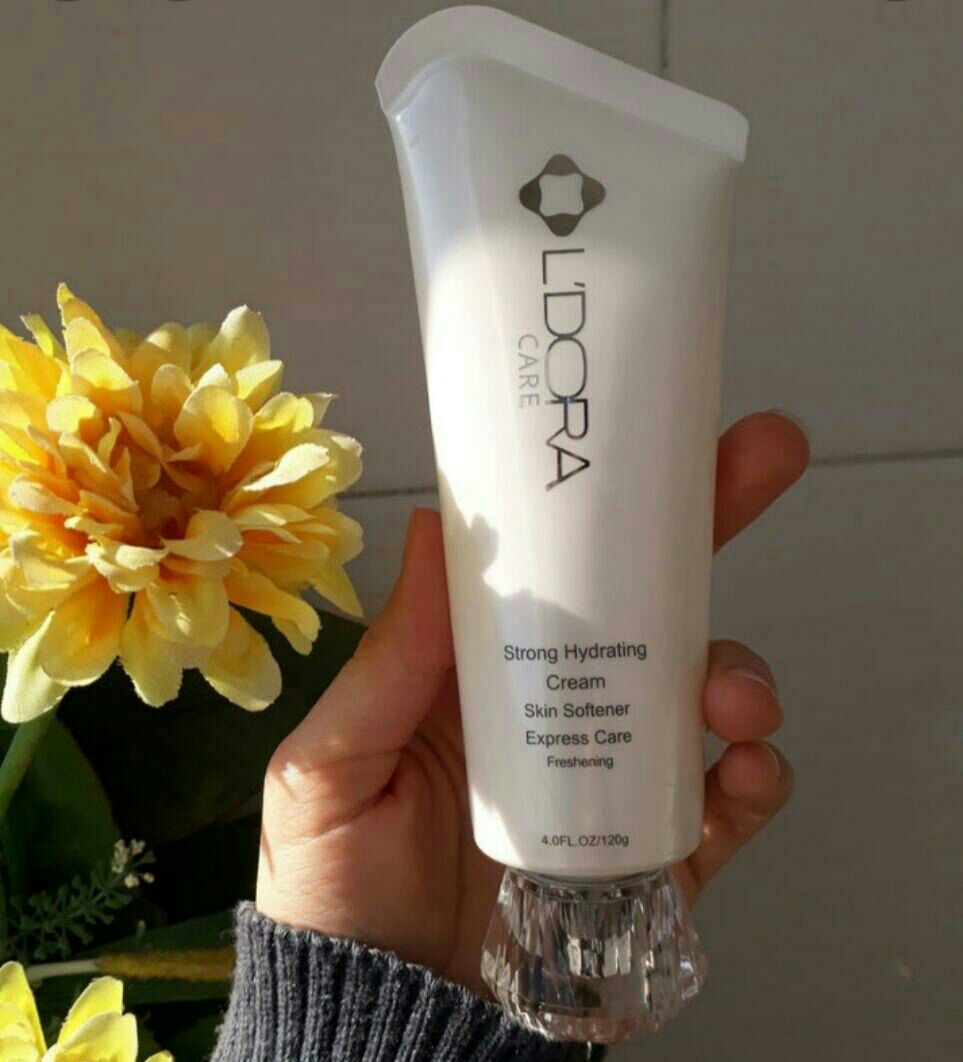 L'DORA
CARE
Strong Hydrating
Cream
Skin Softener
Express Care
Freshening
4.0FL.OZ/120g